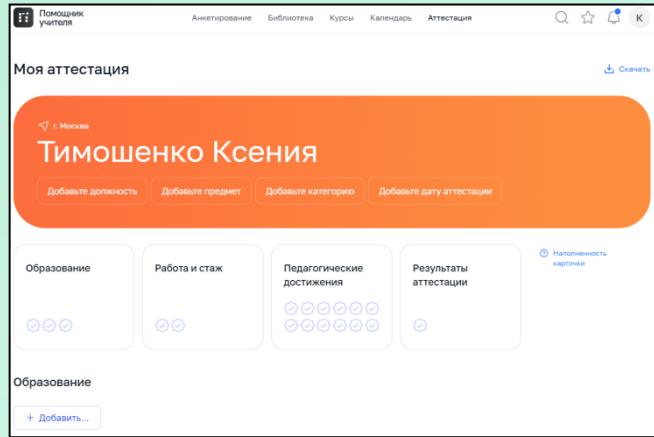 Помощник
учителя
Анкетирование Библиотека Курсы Календарь Аттестация
К
Моя аттестация
Скачать
г. Москва
Тимошенко Ксения
Добавьте должность Добавьте предмет Добавьте категорию Добавьте дату аттестации
Образование
Работа и стаж
Педагогические
достижения
Результаты
аттестации
Наполненность
карточки
Образование
+ Добавить...